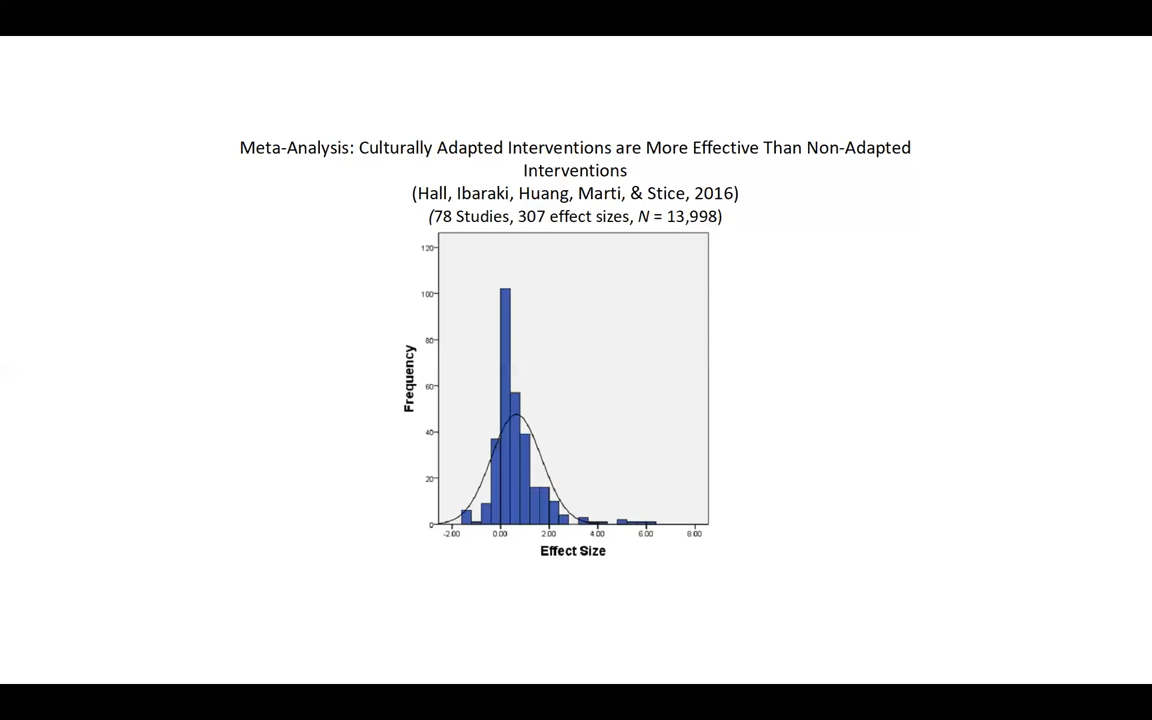 Meta-Analysis: Culturally Adapted Interventions are More Effective Than Non-Adapted
Interventions
(Hall, Ibaraki, Huang, Marti, & Stice, 2016)
(78 Studies, 307 effect sizes, N = 13,998)
120
100
80
60
40
20
0
Frequency
-2.00 0.00 2.00 4.00 6.00 8.00
Effect Size